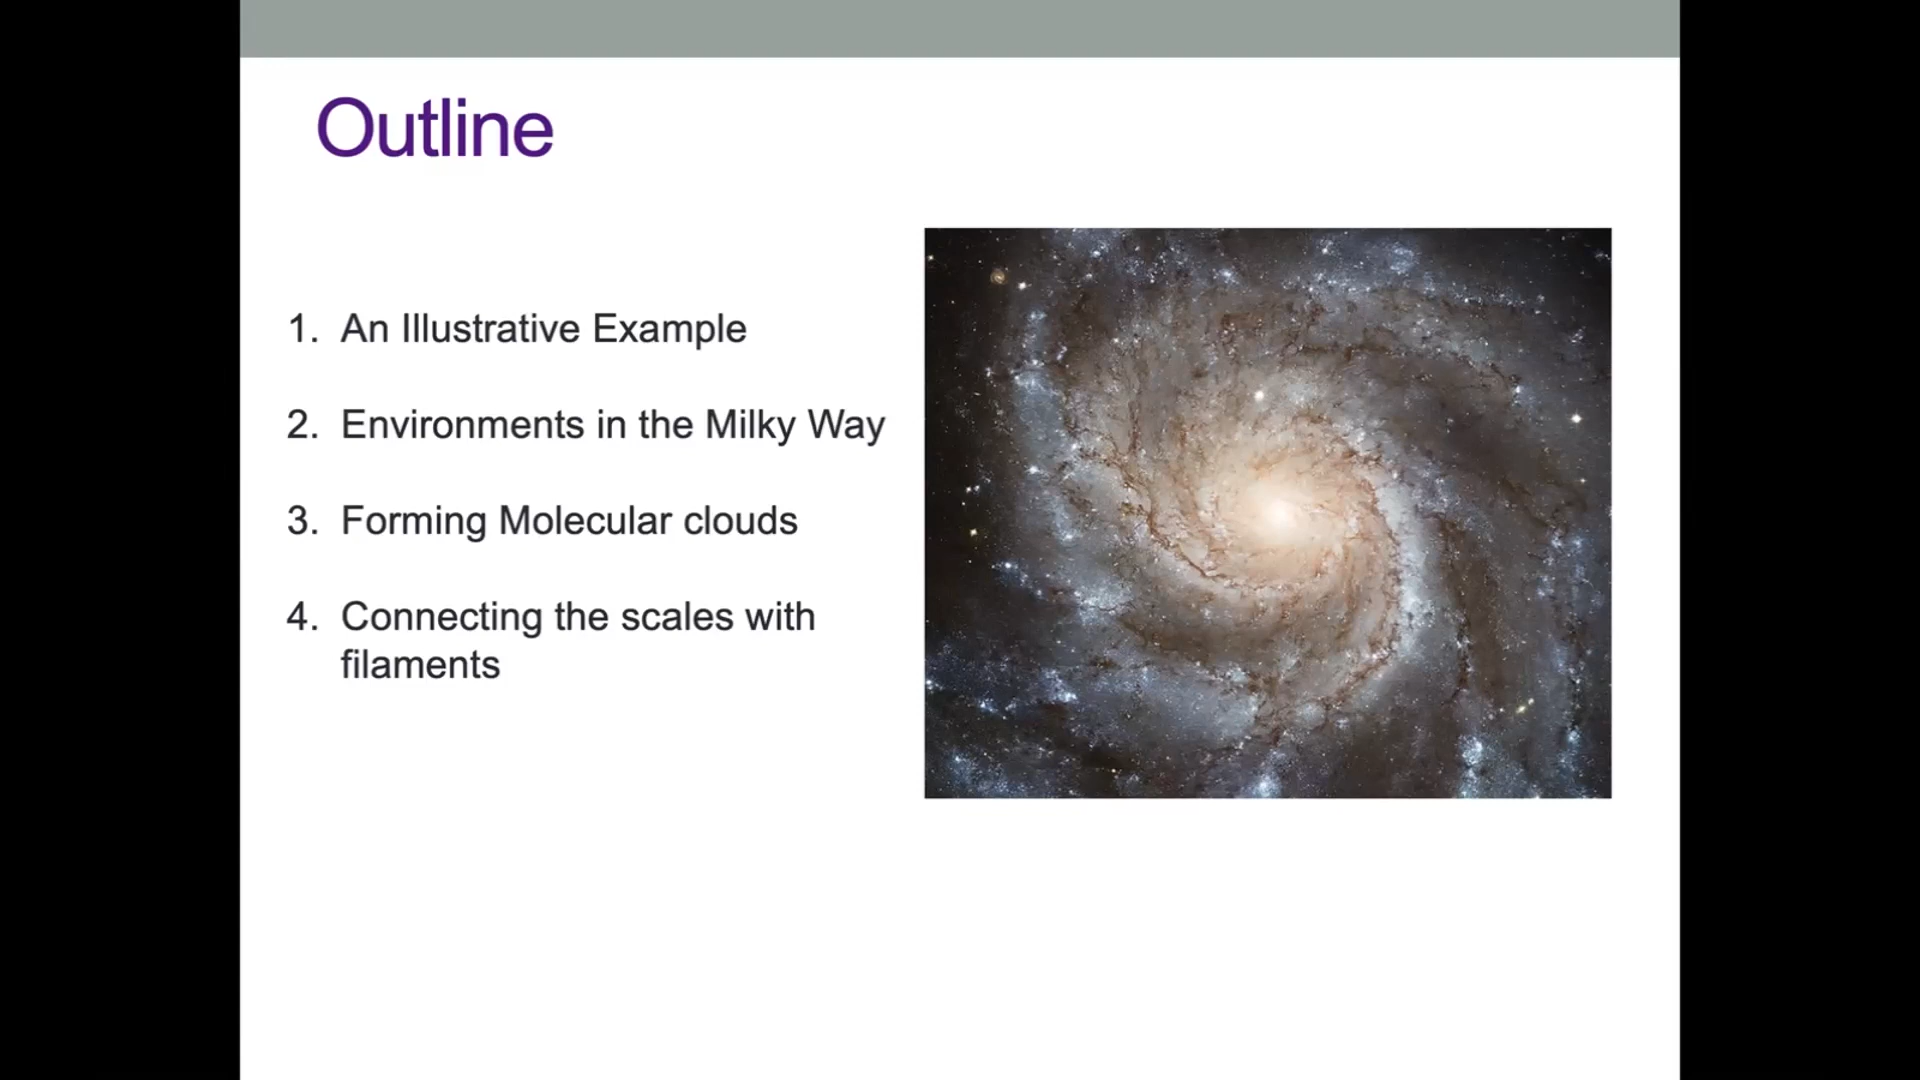 Outline
1. An Illustrative Example
2. Environments in the Milky Way
3. Forming Molecular clouds
4. Connecting the scales with
filaments